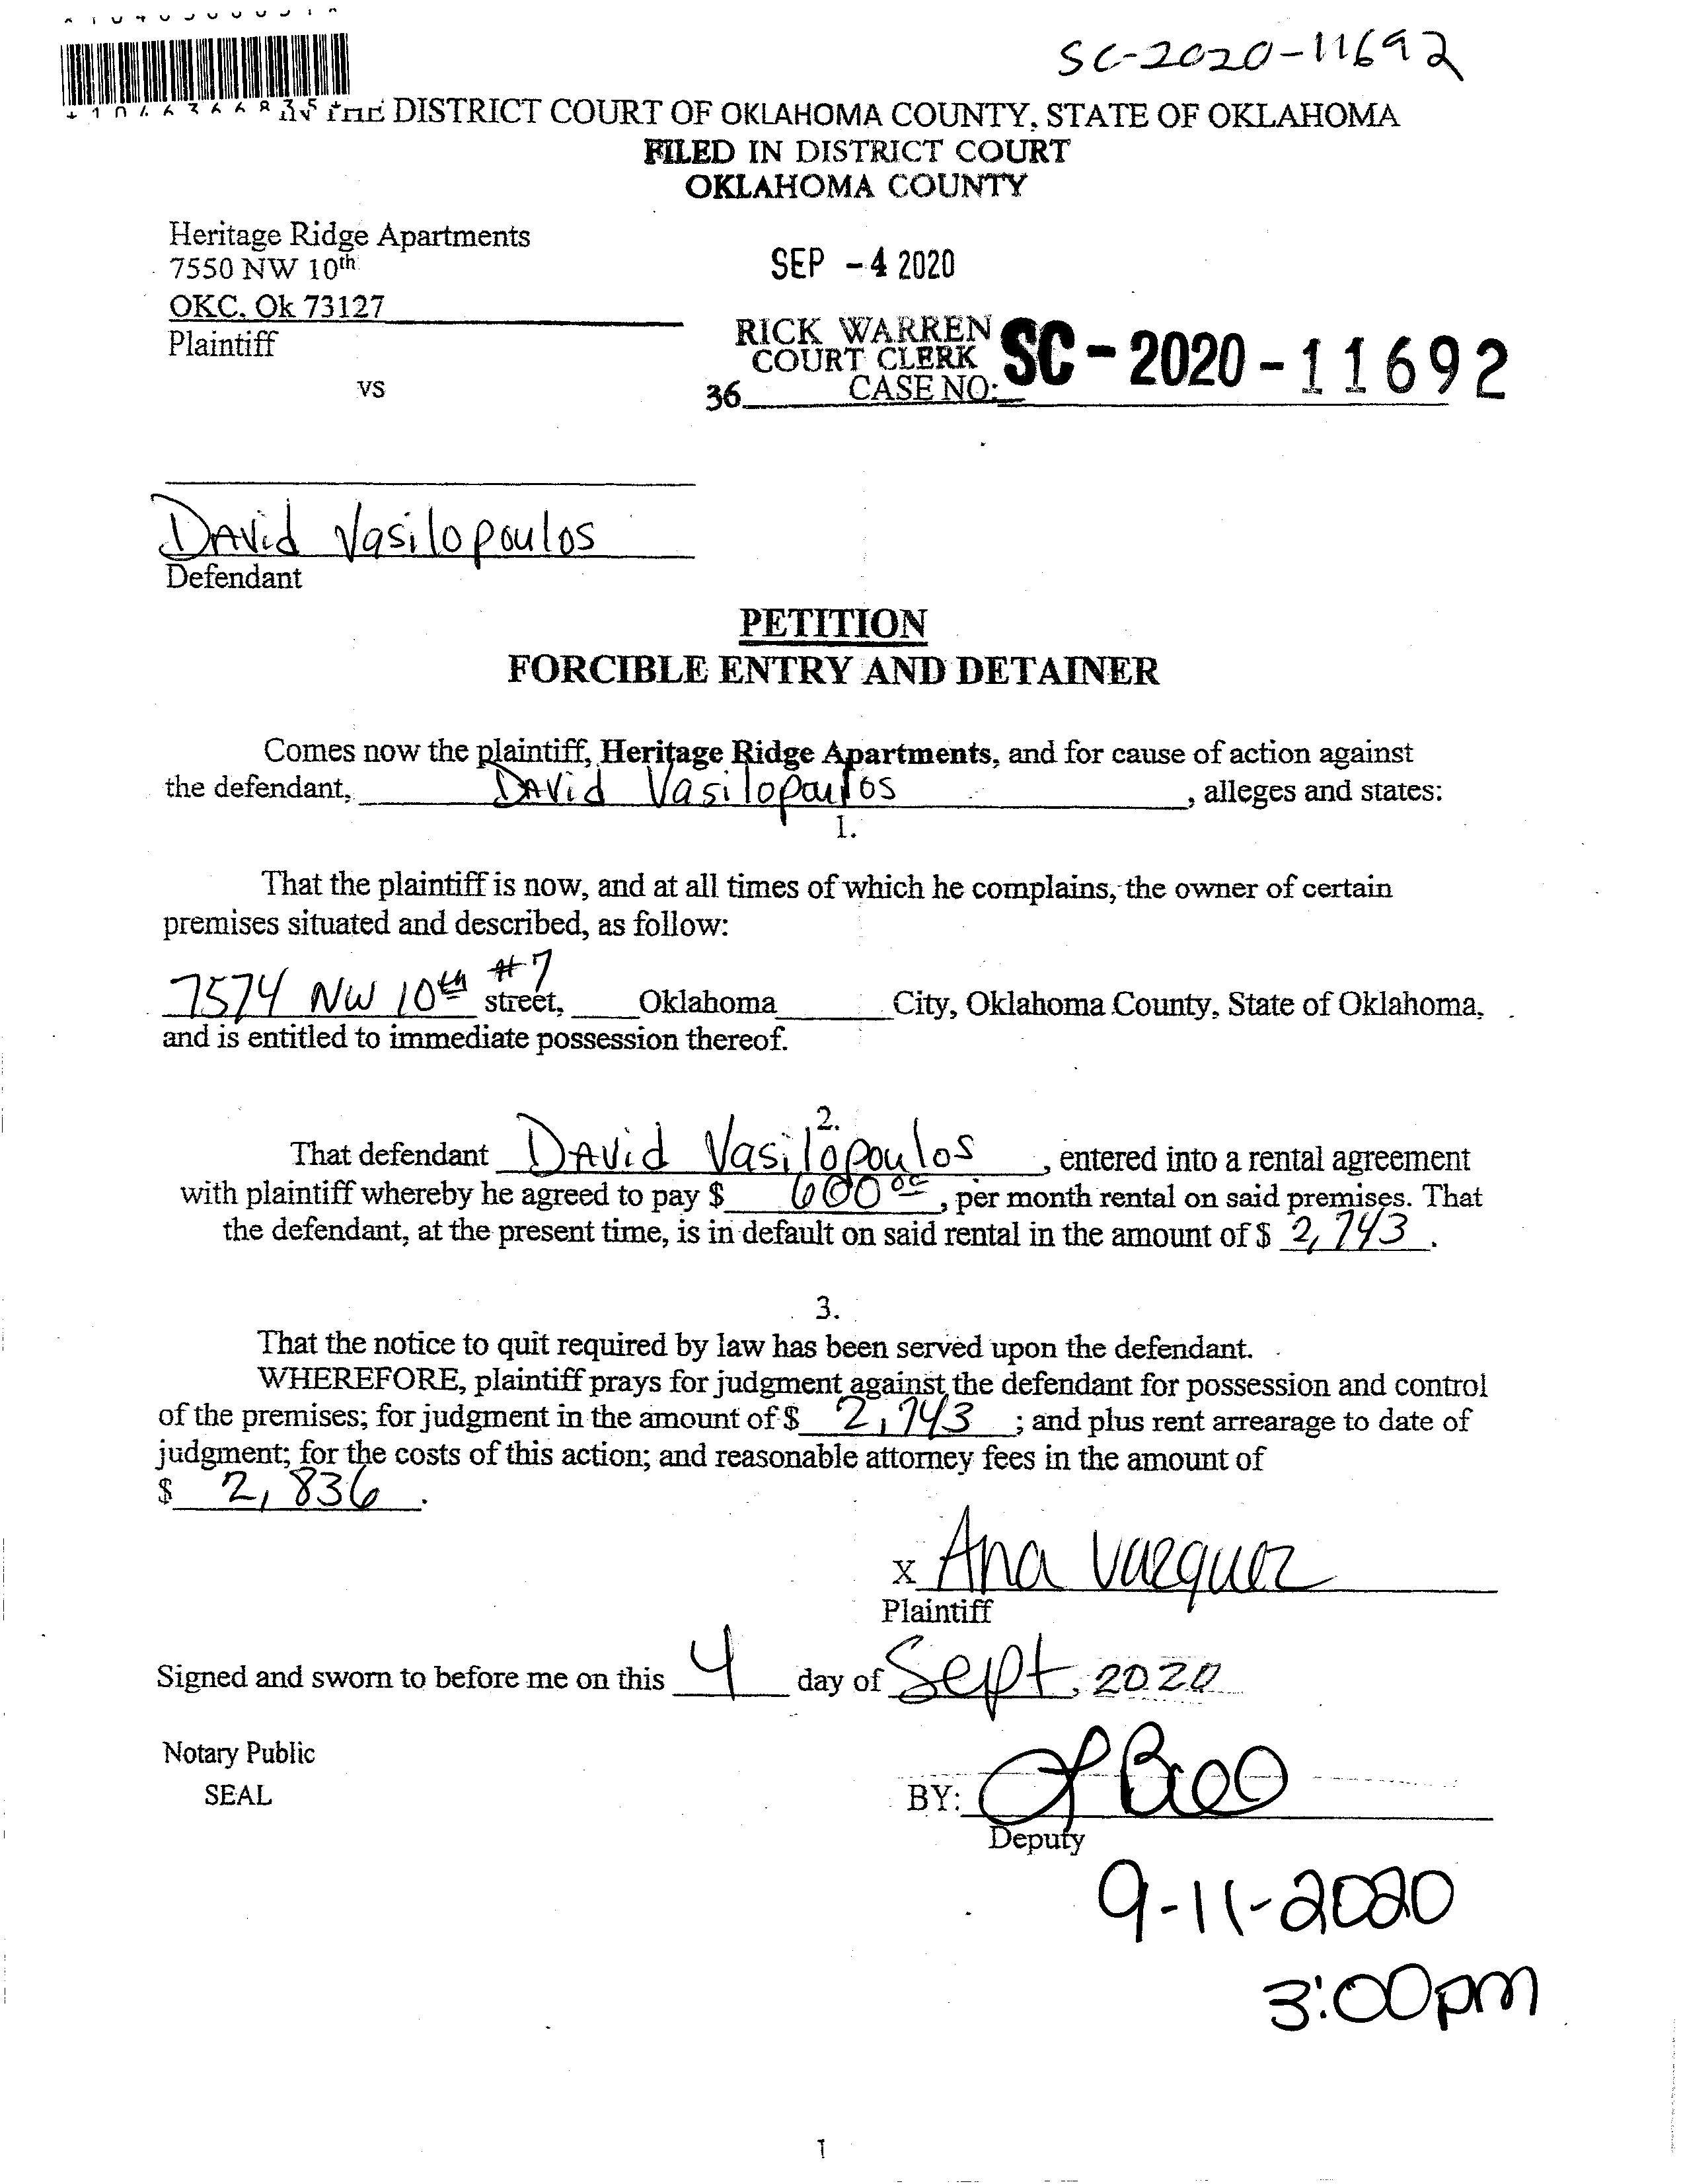 SC-2020-11692
IN THE DISTRICT COURT OF OKLAHOMA COUNTY, STATE OF OKLAHOMA
FILED IN DISTRICT COURT
OKLAHOMA COUNTY
Heritage Ridge Apartments
7550 NW 10th
OKC, Ok 73127
Plaintiff
SEP -4 2020
RICK WARREN
COURT CLERK
36 CASE NO: SC-2020-11692
vs
David Vasilopoulos
Defendant
PETITION
FORCIBLE ENTRY AND DETAINER
Comes now the plaintiff, Heritage Ridge Apartments, and for cause of action against
the defendant, David Vasilopoulos, alleges and states:
1.
That the plaintiff is now, and at all times of which he complains, the owner of certain
premises situated and described, as follow:
7574 NW 10th #7 street, Oklahoma City, Oklahoma County, State of Oklahoma,
and is entitled to immediate possession thereof.
2.
That defendant David Vasilopoulos, entered into a rental agreement
with plaintiff whereby he agreed to pay $ 600 00, per month rental on said premises. That
the defendant, at the present time, is in default on said rental in the amount of $ 2,743.
3.
That the notice to quit required by law has been served upon the defendant.
WHEREFORE, plaintiff prays for judgment against the defendant for possession and control
of the premises; for judgment in the amount of $ 2,743; and plus rent arrearage to date of
judgment; for the costs of this action; and reasonable attorney fees in the amount of
$ 2,836.
x Ana Vazquez
Plaintiff
Signed and sworn to before me on this 4 day of Sept, 2020
Notary Public
SEAL
BY:
Deputy
9-11-2020
3:00pm
1